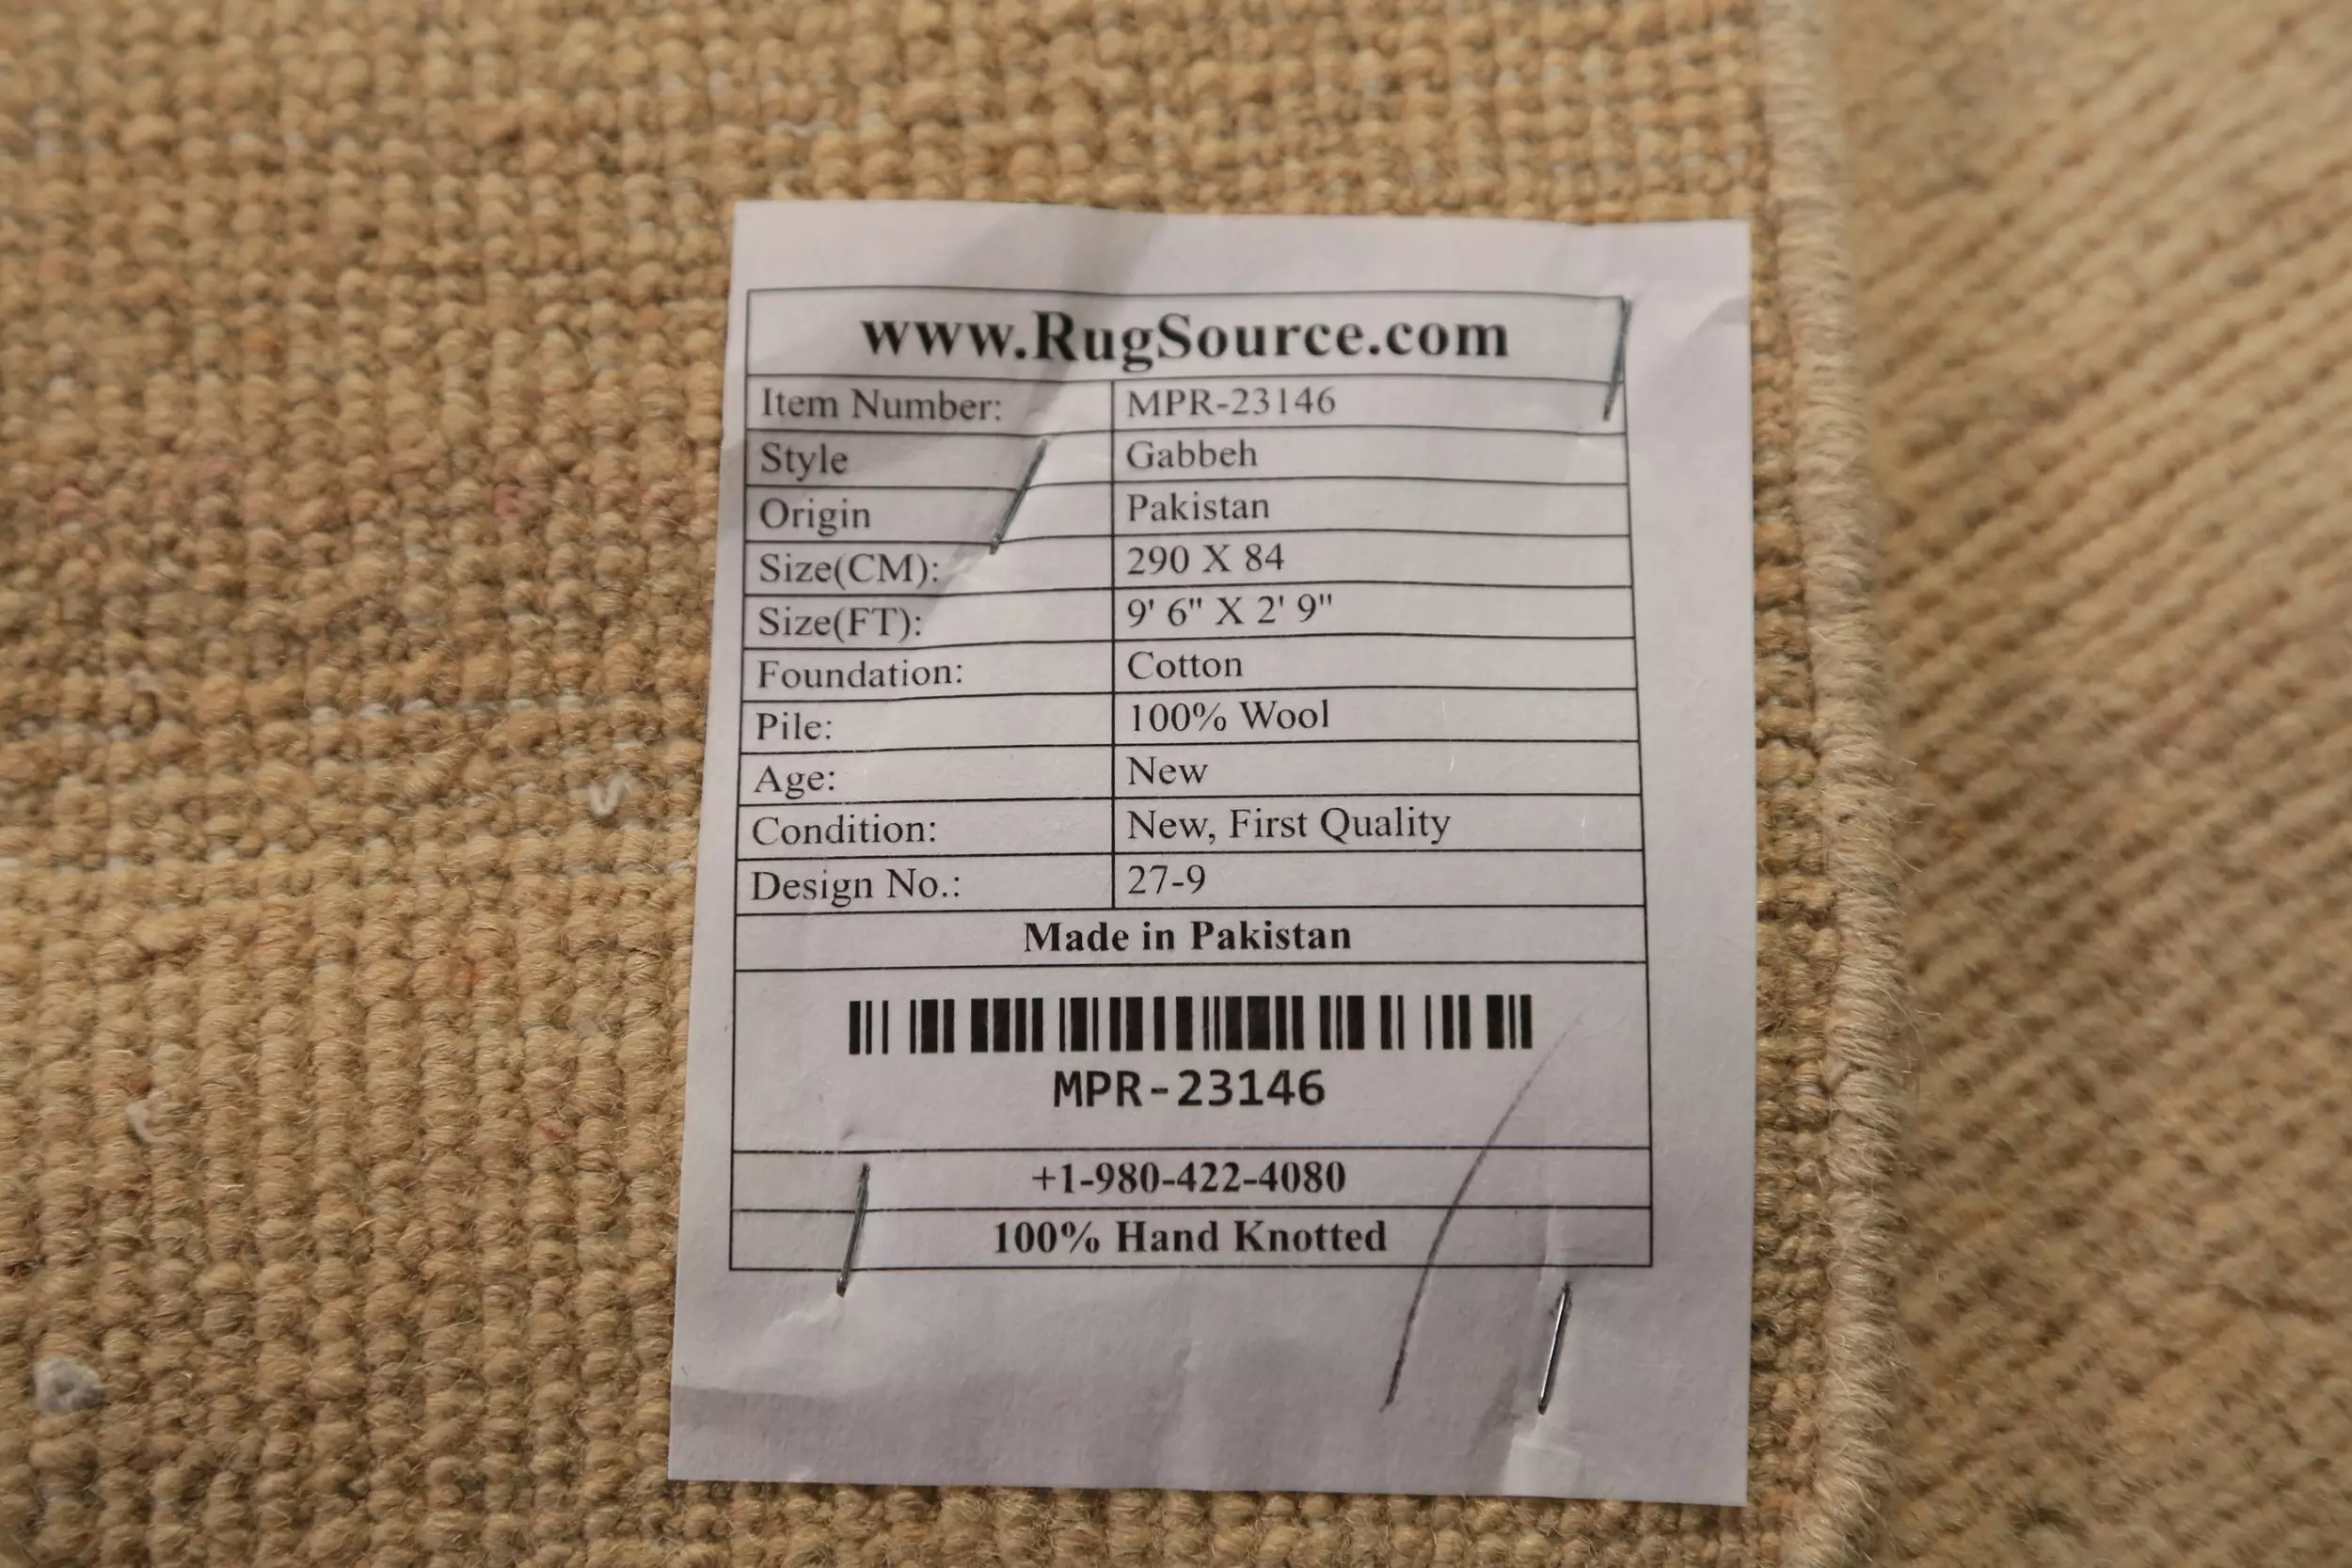 www.RugSource.com
Item Number: MPR-23146
Style Gabbeh
Origin Pakistan
Size(CM): 290 X 84
Size(FT): 9' 6" X 2' 9"
Foundation: Cotton
Pile: 100% Wool
Age: New
Condition: New, First Quality
Design No.: 27-9
Made in Pakistan
MPR-23146
+1-980-422-4080
100% Hand Knotted